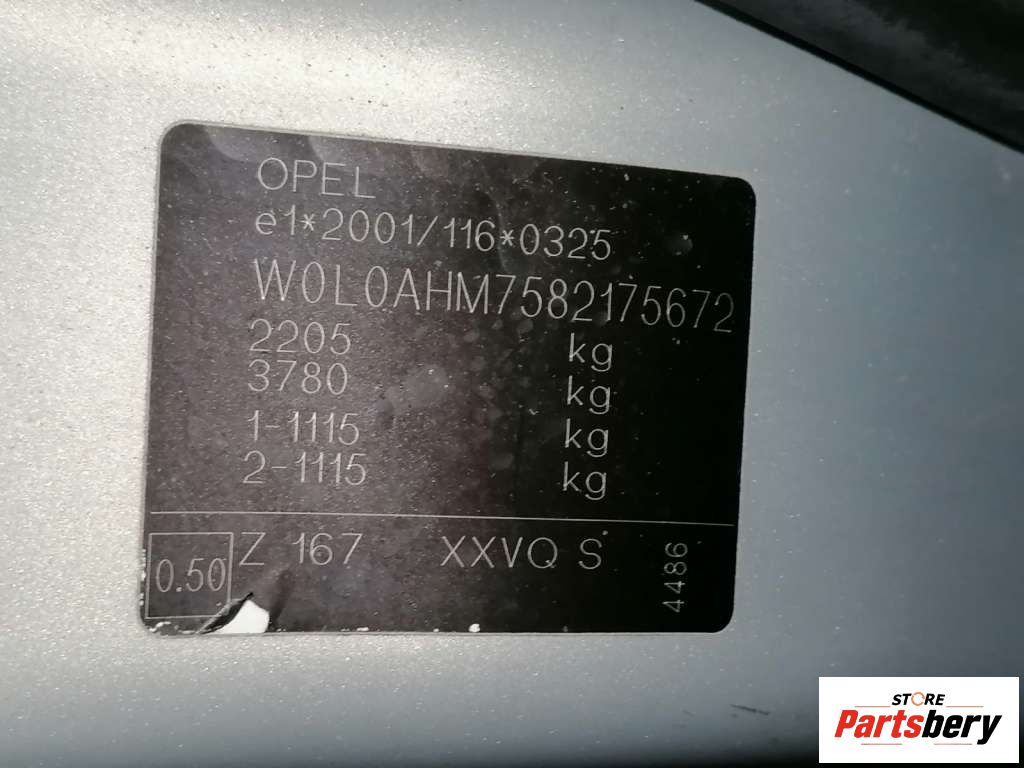 OPEL
e1*2001/116*0325
W0L0AHM7582175672
2205 kg
3780 kg
1-1115 kg
2-1115 kg
0.50 Z 167 XXVQ S
4486
STORE
Partsbery